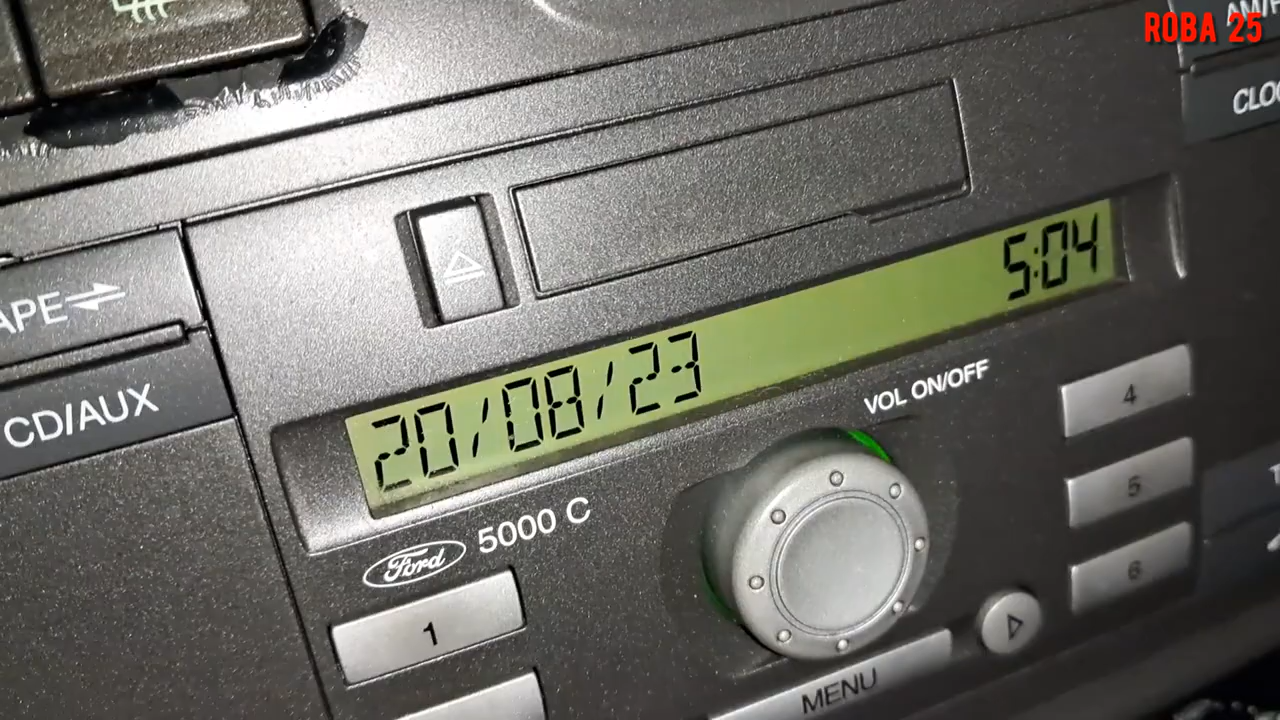 ROBA 25
AM/F
CLOC
APE
CD/AUX
5:04
20/08/23
VOL ON/OFF
Ford 5000 C
1
4
5
6
MENU